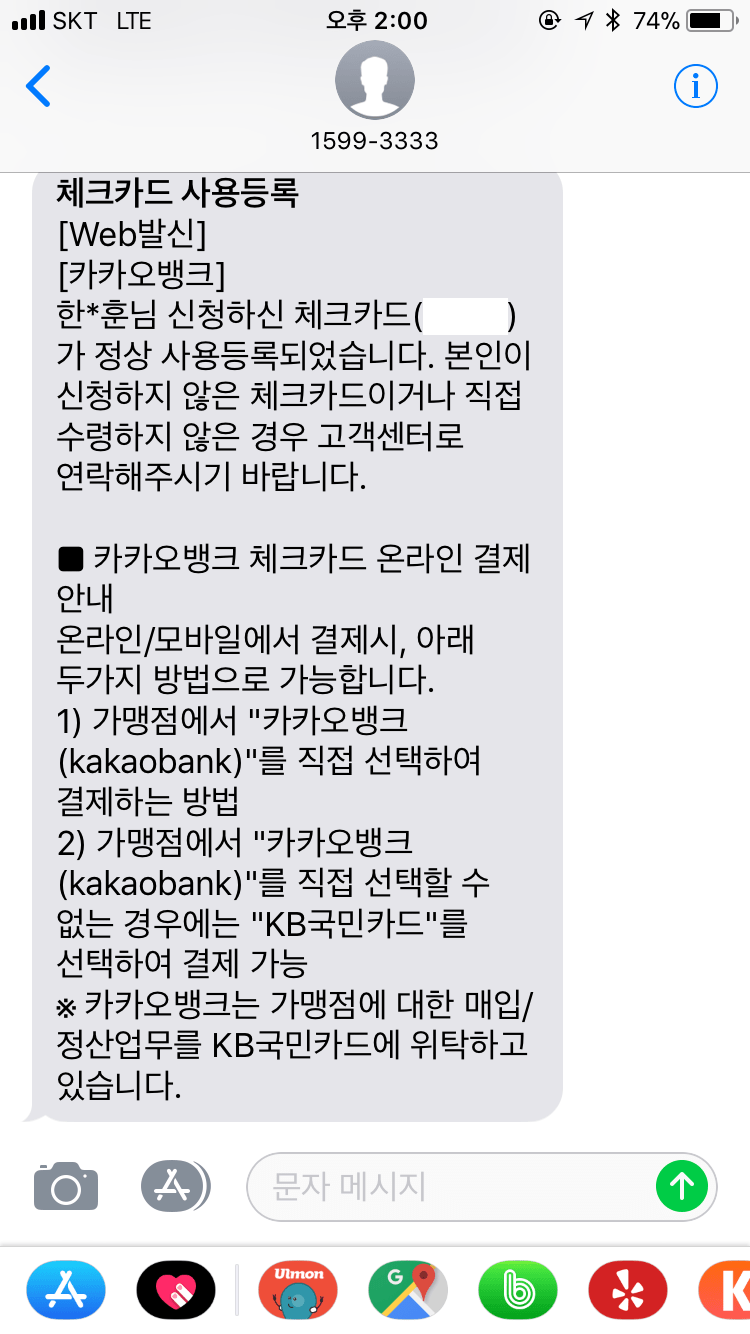 SKT LTE 오후 2:00 74%
1599-3333
체크카드 사용등록
[Web발신]
[카카오뱅크]
한*훈님 신청하신 체크카드( )
가 정상 사용등록되었습니다. 본인이
신청하지 않은 체크카드이거나 직접
수령하지 않은 경우 고객센터로
연락해주시기 바랍니다.
■ 카카오뱅크 체크카드 온라인 결제
안내
온라인/모바일에서 결제시, 아래
두가지 방법으로 가능합니다.
1) 가맹점에서 "카카오뱅크
(kakaobank)"를 직접 선택하여
결제하는 방법
2) 가맹점에서 "카카오뱅크
(kakaobank)"를 직접 선택할 수
없는 경우에는 "KB국민카드"를
선택하여 결제 가능
※ 카카오뱅크는 가맹점에 대한 매입/
정산업무를 KB국민카드에 위탁하고
있습니다.
문자 메시지
Ulmon G b K